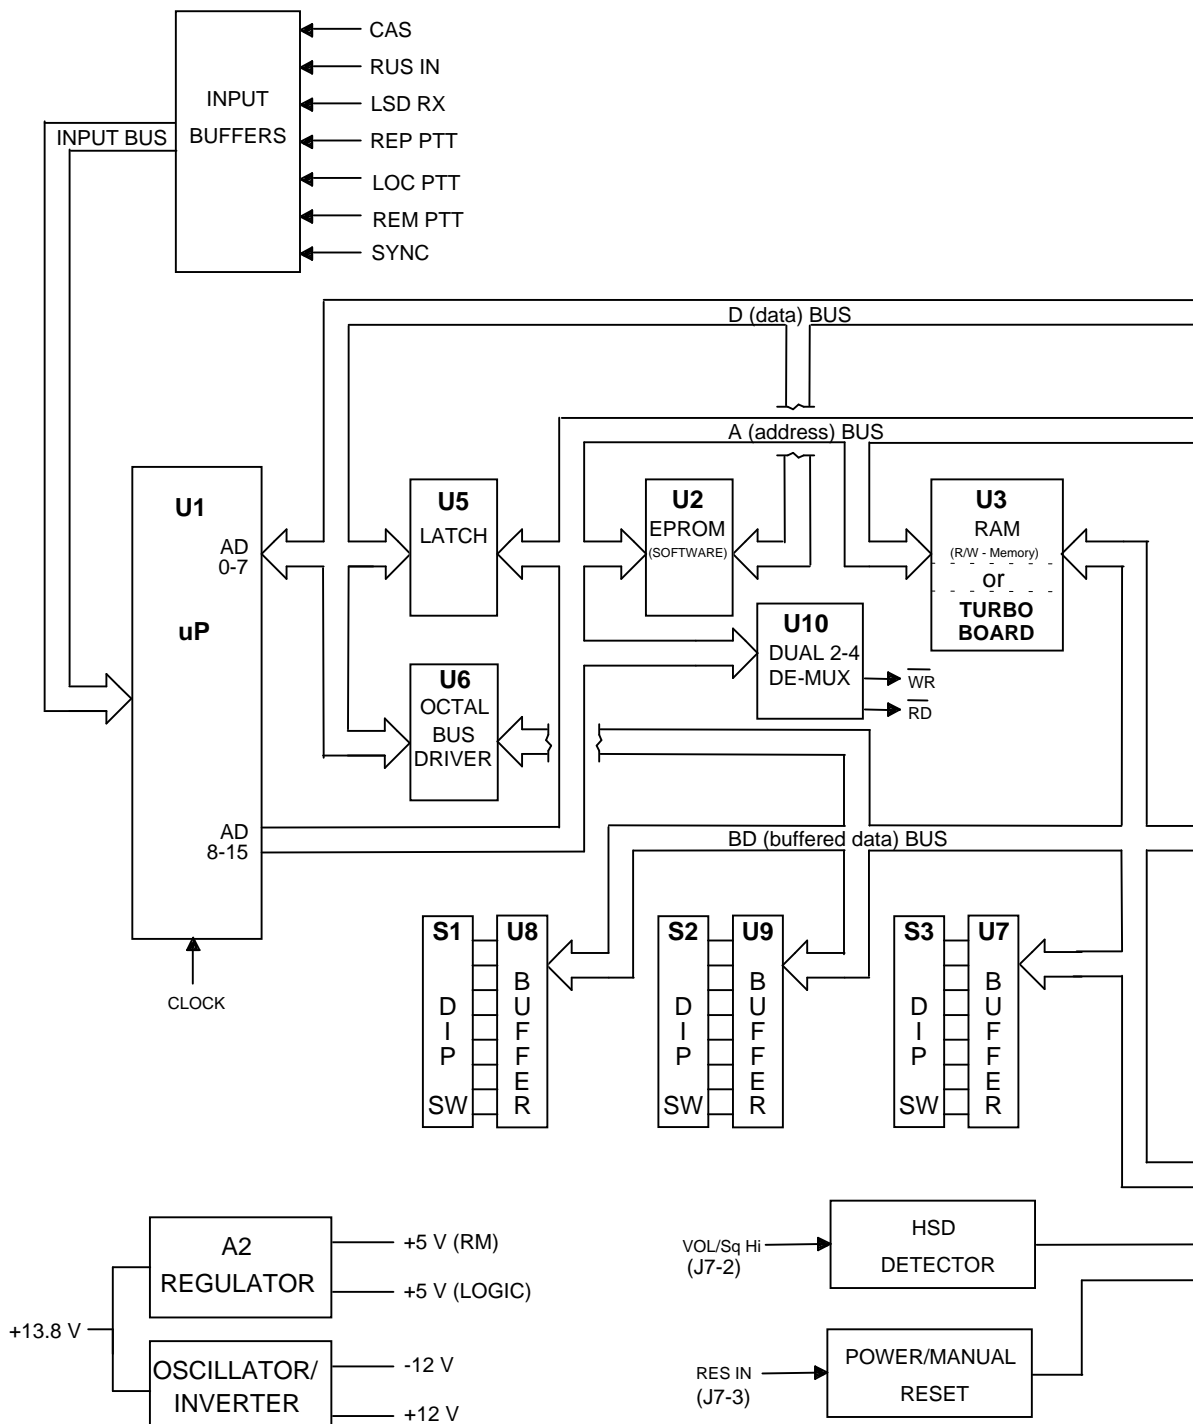 CAS
RUS IN
LSD RX
REP PTT
LOC PTT
REM PTT
SYNC
INPUT
BUFFERS
INPUT BUS
D (data) BUS
A (address) BUS
U1
AD
0-7
uP
AD
8-15
CLOCK
U5
LATCH
U2
EPROM
(SOFTWARE)
U3
RAM
(R/W - Memory)
or
TURBO
BOARD
U10
DUAL 2-4
DE-MUX
WR
RD
U6
OCTAL
BUS
DRIVER
BD (buffered data) BUS
S1
D
I
P
SW
U8
B
U
F
F
E
R
S2
D
I
P
SW
U9
B
U
F
F
E
R
S3
D
I
P
SW
U7
B
U
F
F
E
R
A2
REGULATOR
+5 V (RM)
+5 V (LOGIC)
+13.8 V
OSCILLATOR/
INVERTER
-12 V
+12 V
VOL/Sq Hi
(J7-2)
HSD
DETECTOR
RES IN
(J7-3)
POWER/MANUAL
RESET